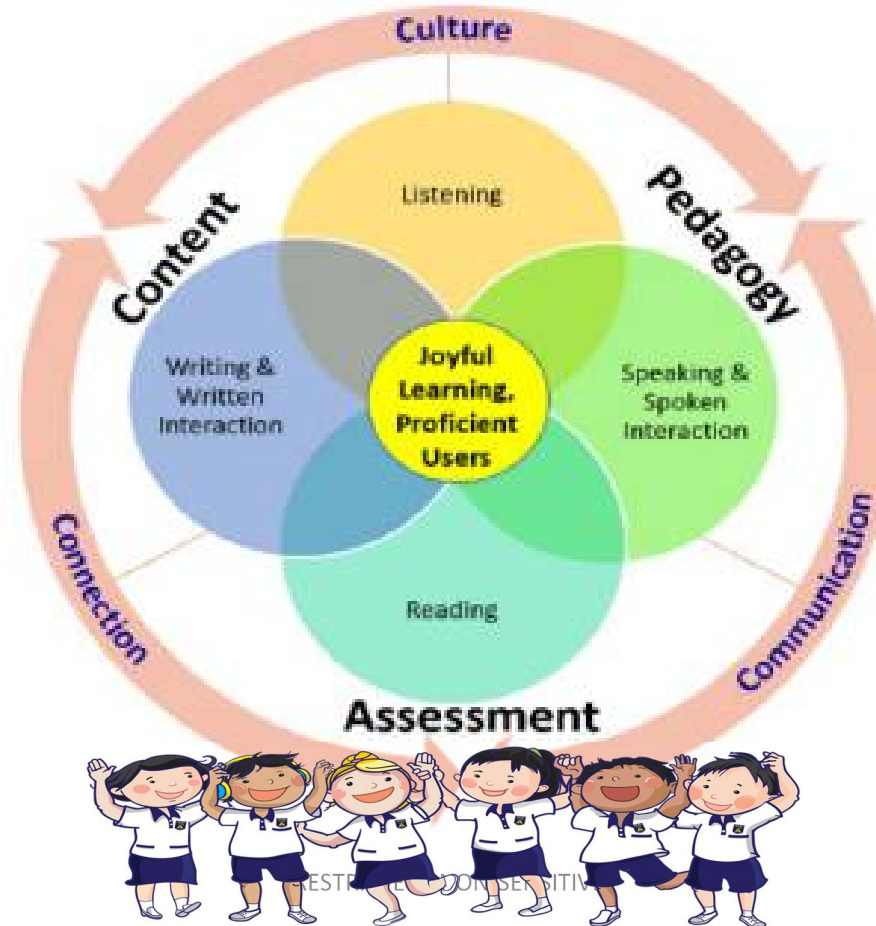 Culture
Content
Pedagogy
Listening
Writing &
Written
Interaction
Joyful
Learning,
Proficient
Users
Speaking &
Spoken
Interaction
Connection
Reading
Communication
Assessment